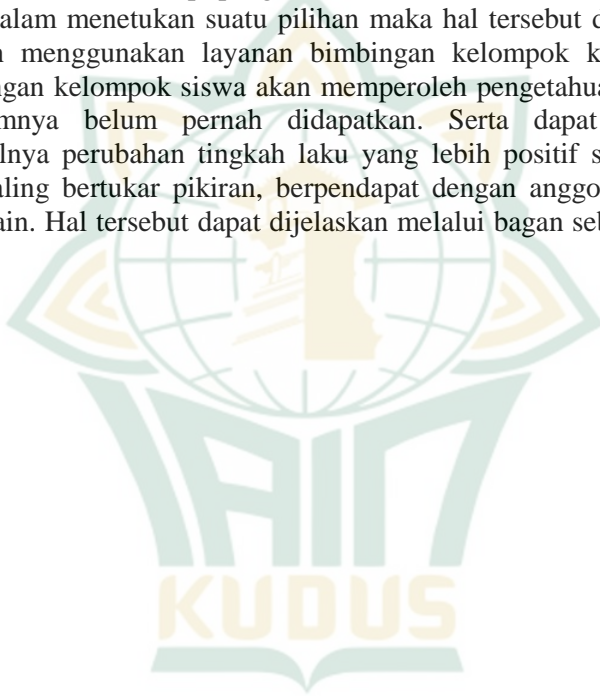 alam menetukan suatu pilihan maka hal tersebut d
menggunakan layanan bimbingan kelompok k
ngan kelompok siswa akan memperoleh pengetahua
mnya belum pernah didapatkan. Serta dapat
lnya perubahan tingkah laku yang lebih positif s
aling bertukar pikiran, berpendapat dengan anggo
ain. Hal tersebut dapat dijelaskan melalui bagan seb
IAIN
KUDUS